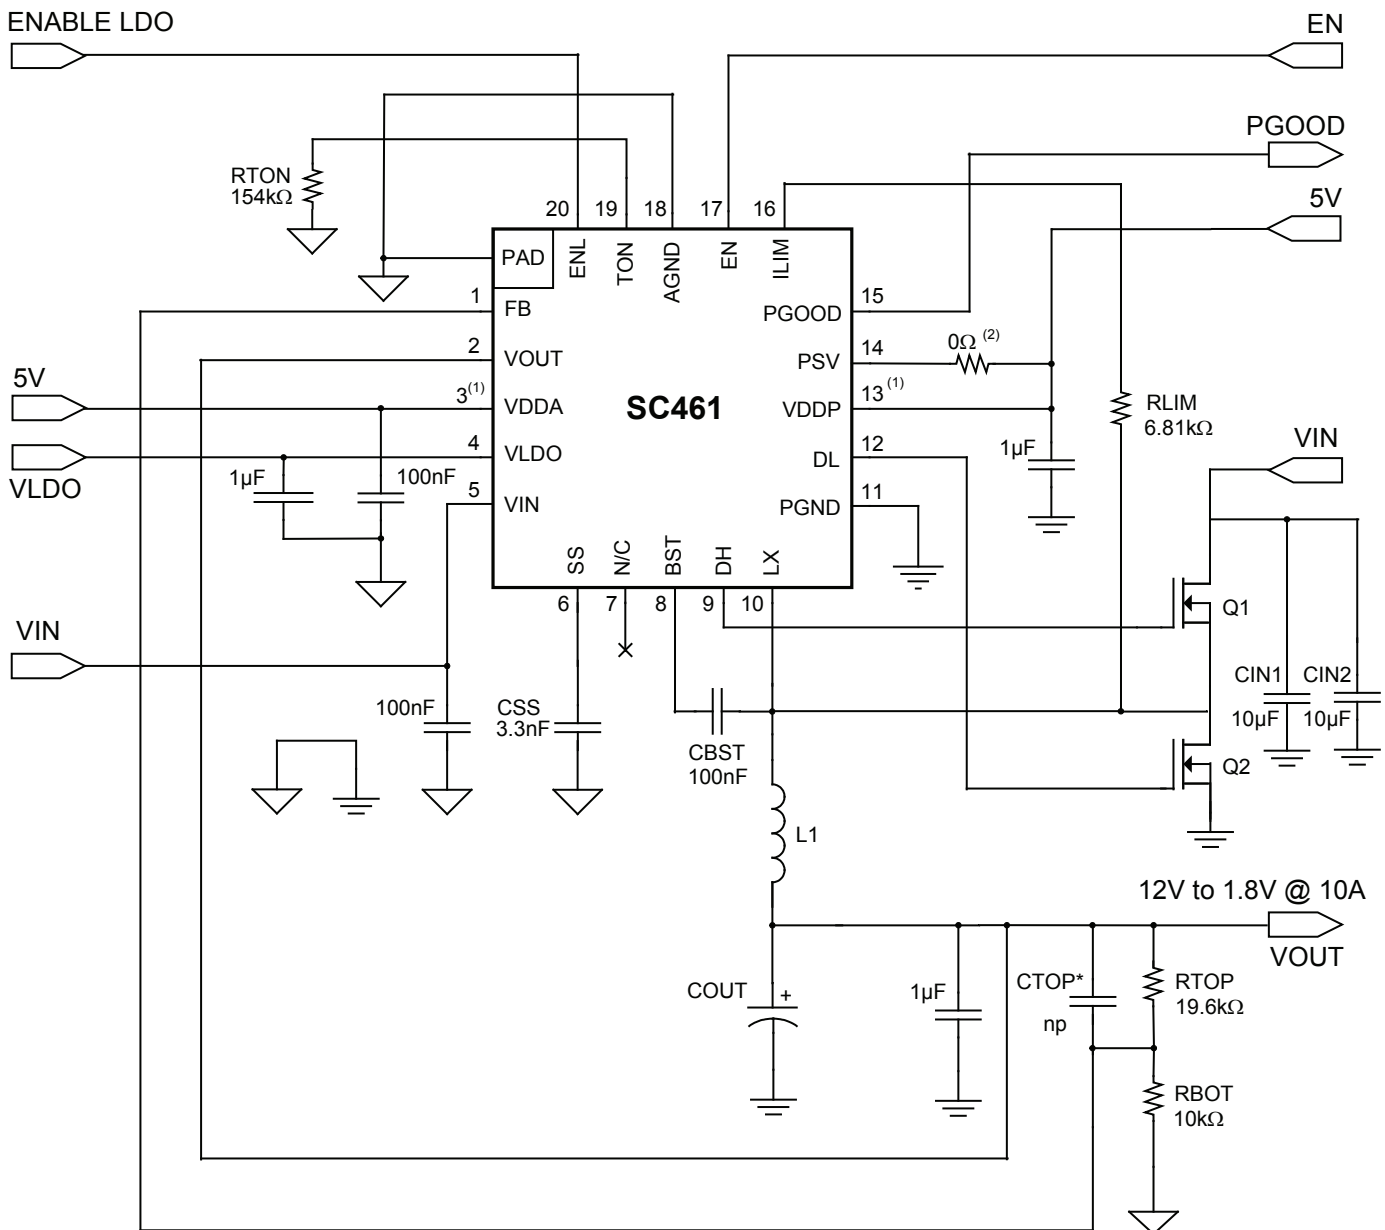 ENABLE LDO
EN
PGOOD
RTON
154kΩ
5V
20 19 18 17 16
PAD
ENL
TON
AGND
EN
ILIM
1
FB
PGOOD
15
2
VOUT
PSV
14
0Ω (2)
5V
3(1)
VDDA
SC461
VDDP
13 (1)
RLIM
6.81kΩ
VLDO
4
VLDO
DL
12
1µF
VIN
1µF
100nF
5
VIN
PGND
11
SS
N/C
BST
DH
LX
6 7 8 9 10
Q1
VIN
100nF
CSS
3.3nF
CBST
100nF
CIN1
10µF
CIN2
10µF
Q2
L1
12V to 1.8V @ 10A
VOUT
COUT
+
1µF
CTOP*
np
RTOP
19.6kΩ
RBOT
10kΩ